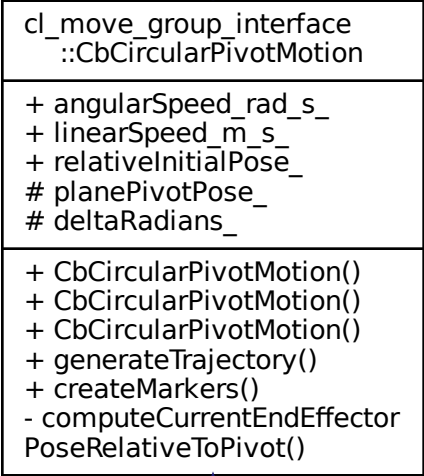 cl_move_group_interface
::CbCircularPivotMotion
+ angularSpeed_rad_s_
+ linearSpeed_m_s_
+ relativeInitialPose_
# planePivotPose_
# deltaRadians_
+ CbCircularPivotMotion()
+ CbCircularPivotMotion()
+ CbCircularPivotMotion()
+ generateTrajectory()
+ createMarkers()
- computeCurrentEndEffector
PoseRelativeToPivot()